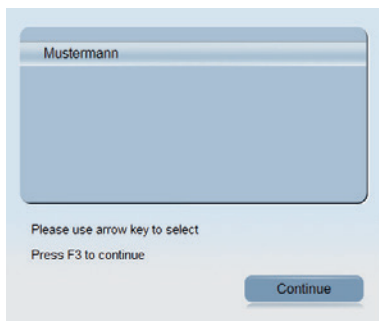 Mustermann
Please use arrow key to select
Press F3 to continue
Continue